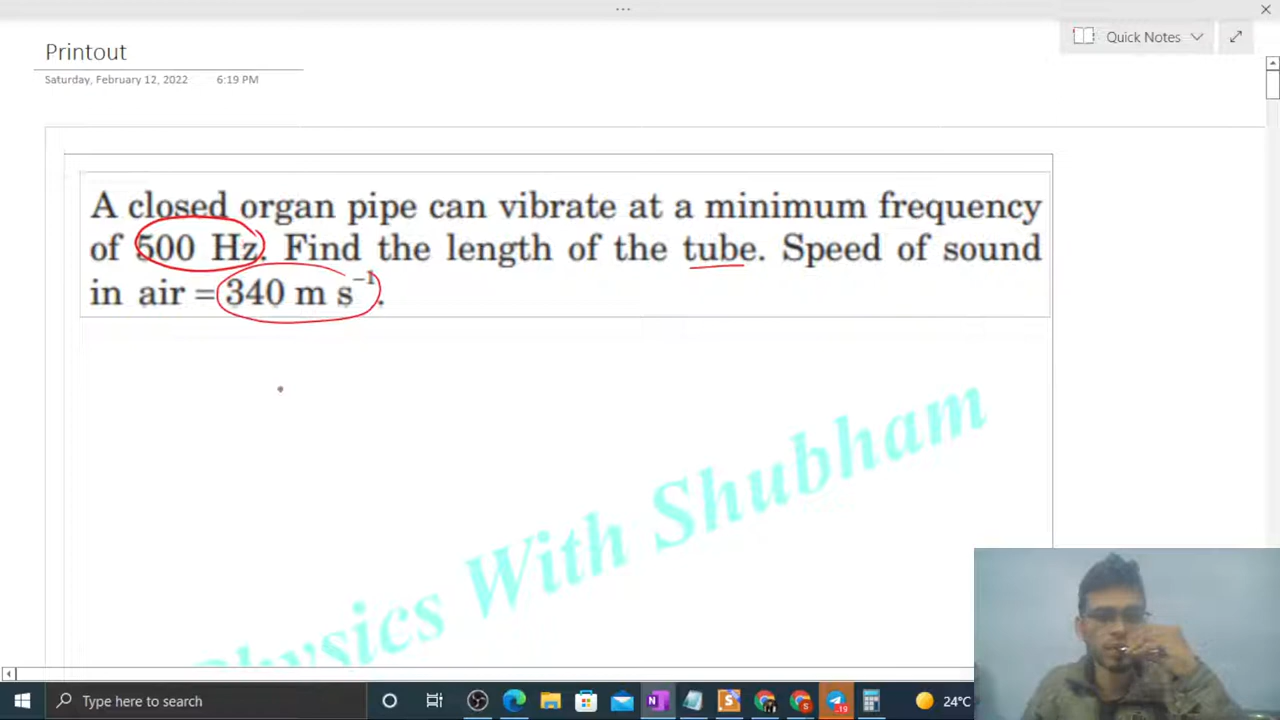 ...
Quick Notes
Printout
Saturday, February 12, 2022 6:19 PM
A closed organ pipe can vibrate at a minimum frequency
of 500 Hz. Find the length of the tube. Speed of sound
in air = 340 m s⁻¹.
Physics With Shubham
Type here to search
19
24°C